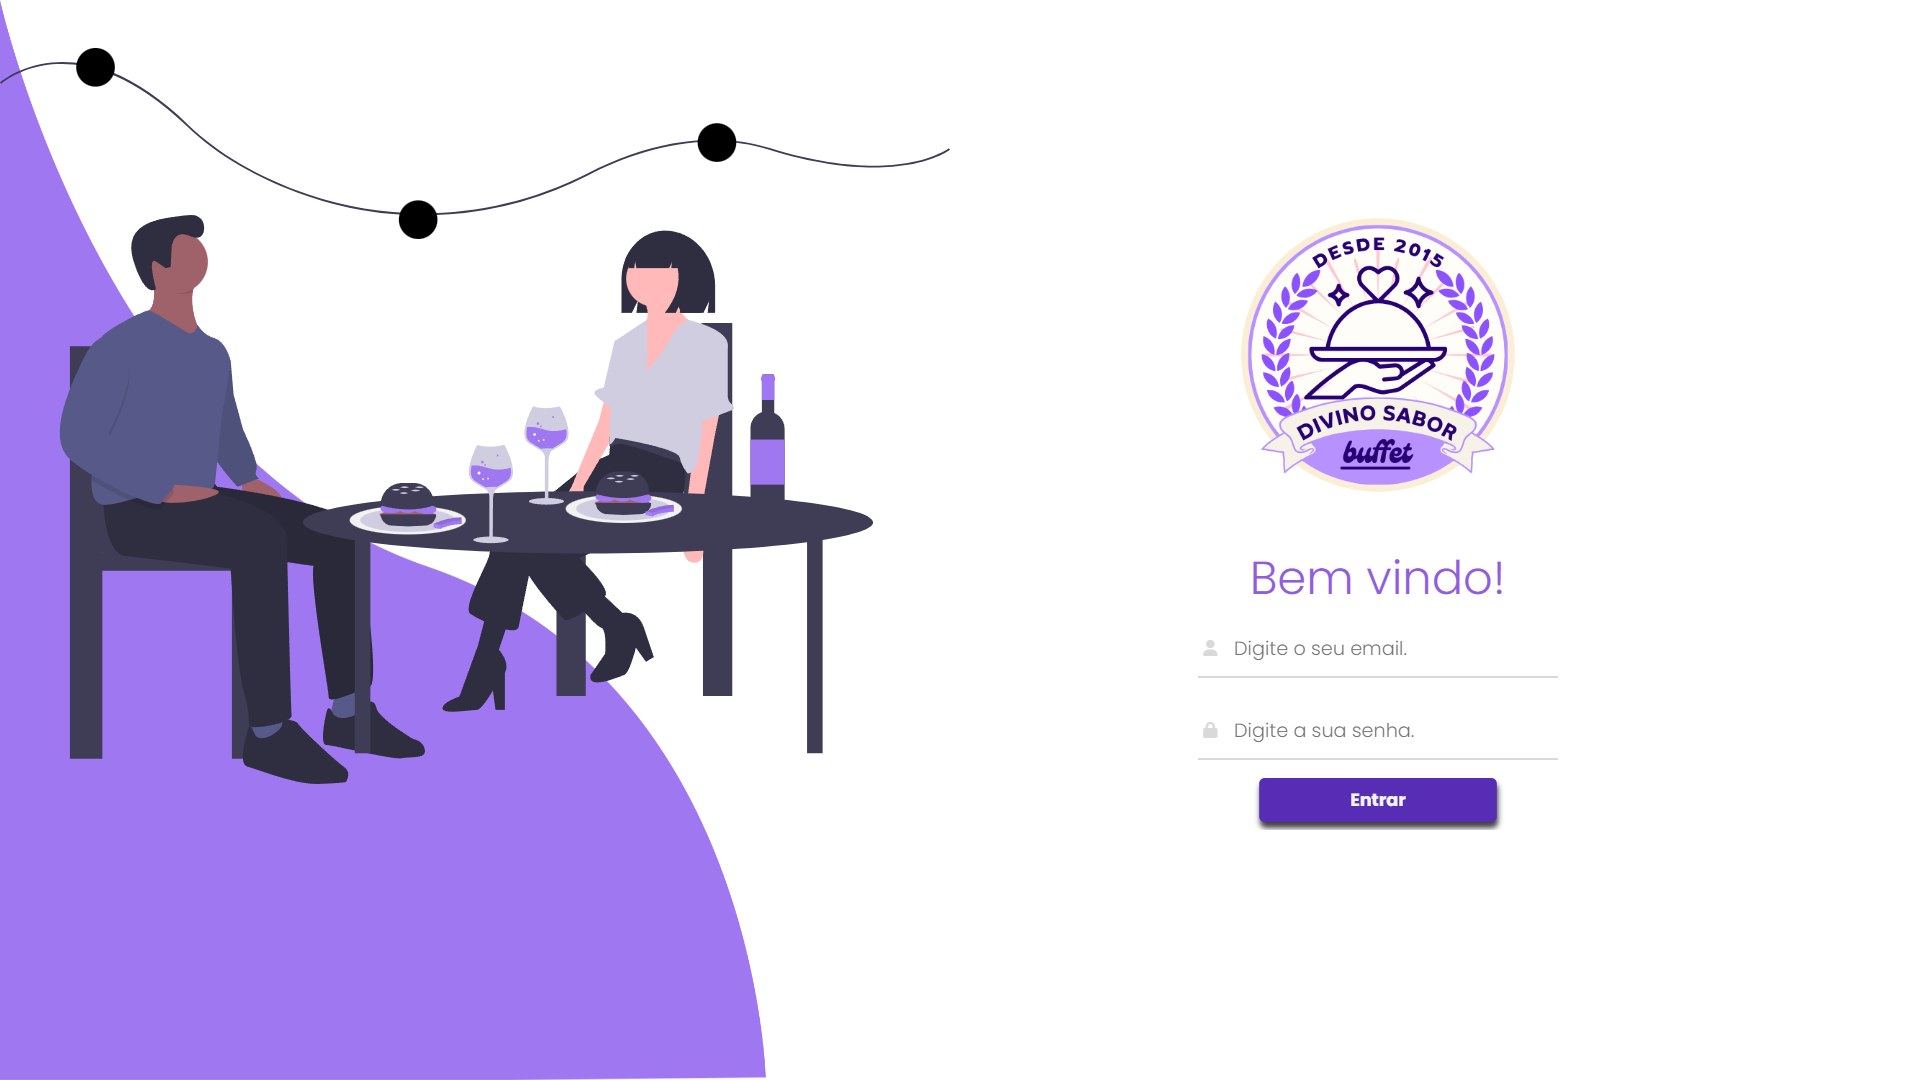 DESDE 2015
DIVINO SABOR
buffet
Bem vindo!
Digite o seu email.
Digite a sua senha.
Entrar